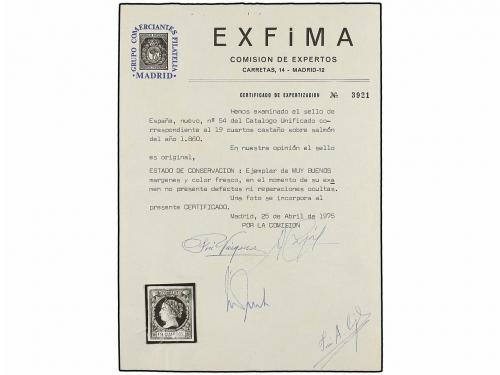 GRUPO COMERCIANTES FILATELIA
MADRID
EXFiMA
COMISION DE EXPERTOS
CARRETAS, 14 - MADRID-12
CERTIFICADO DE EXPERTIZACION Nº 3921
Hemos examinado el sello de
España, nuevo, nº 54 del Catalogo Unificado co-
rrespondiente al 19 cuartos castaño sobre salmón
del año 1.860.
En nuestra opinión el sello
es original,
ESTADO DE CONSERVACION : Ejemplar de MUY BUENOS
margenes y color fresco, en el momento de su exa
men no presenta defectos ni reparaciones ocultas.
Una foto se incorpora al
presente CERTIFICADO.
Madrid, 25 de Abril de 1975
POR LA COMISION
19 CUARTOS